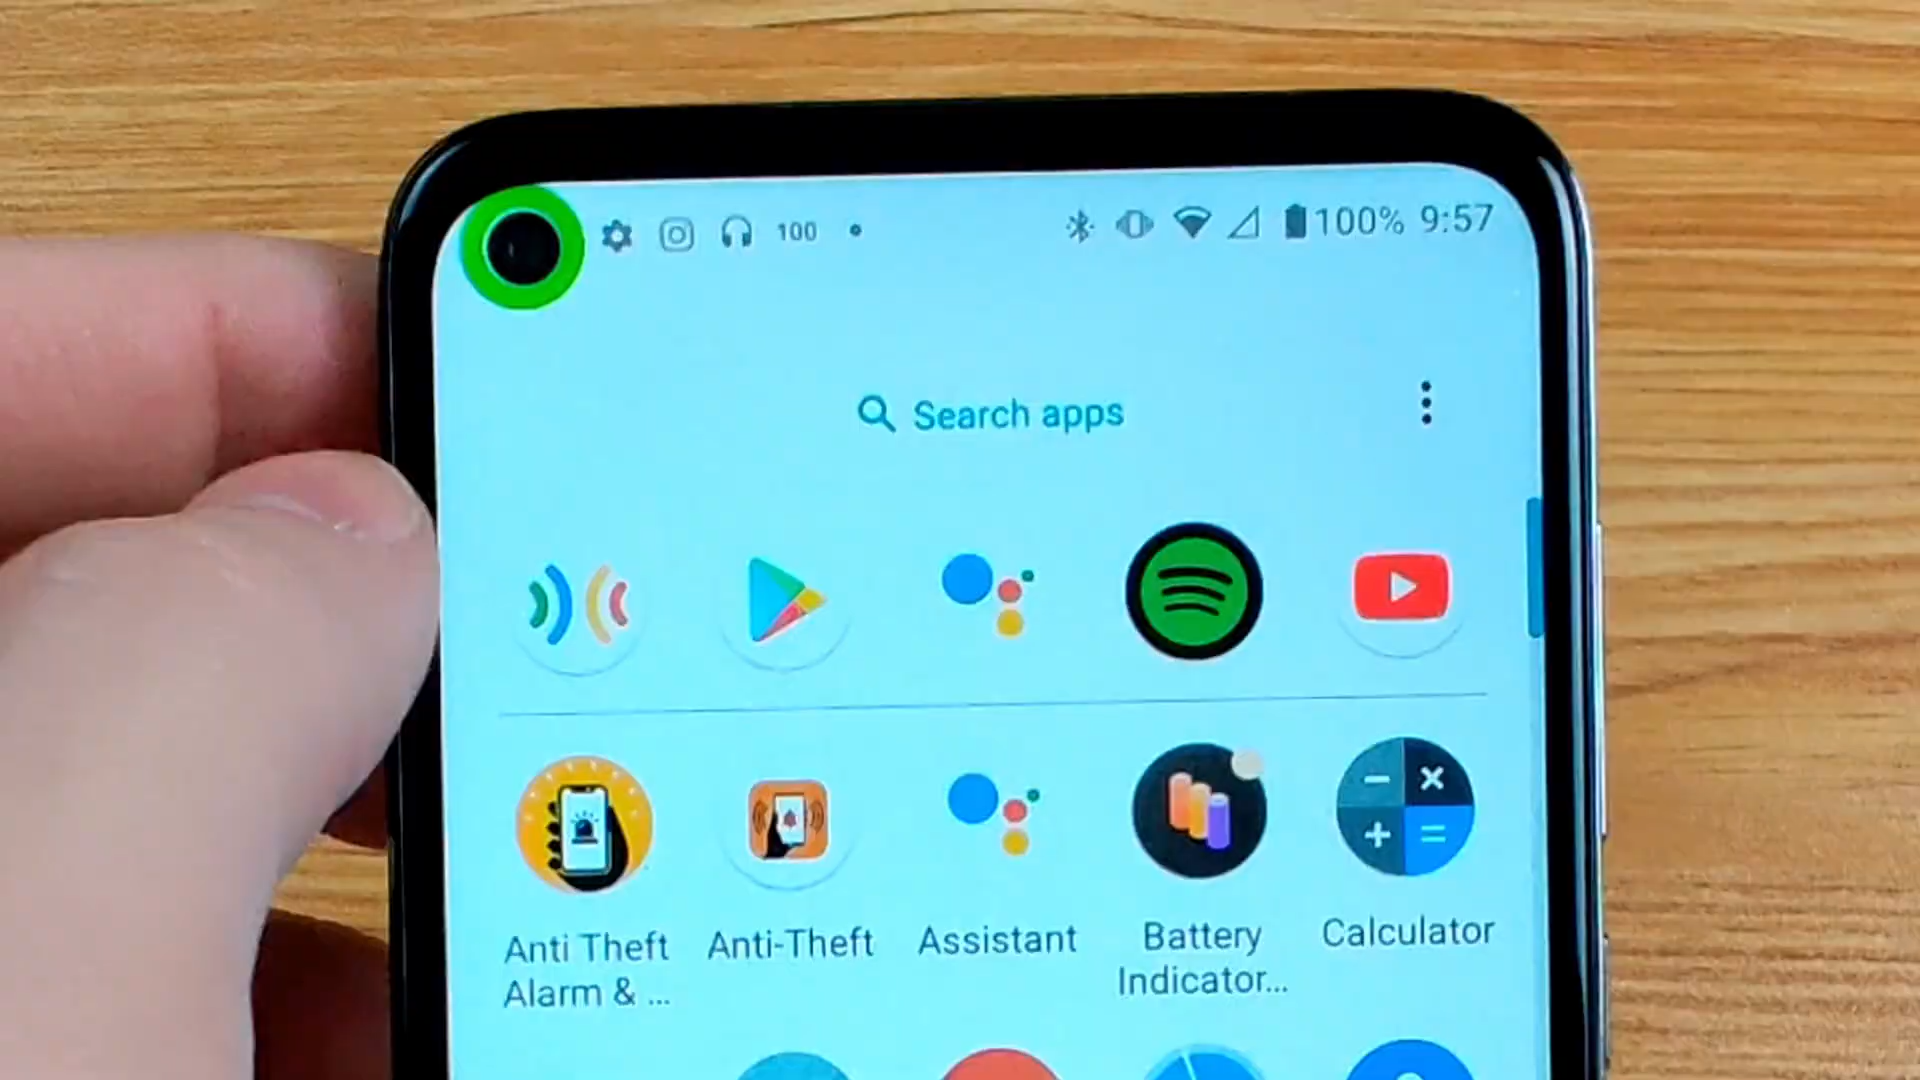 100
100% 9:57
Search apps
Anti Theft
Alarm & ...
Anti-Theft
Assistant
Battery
Indicator...
Calculator